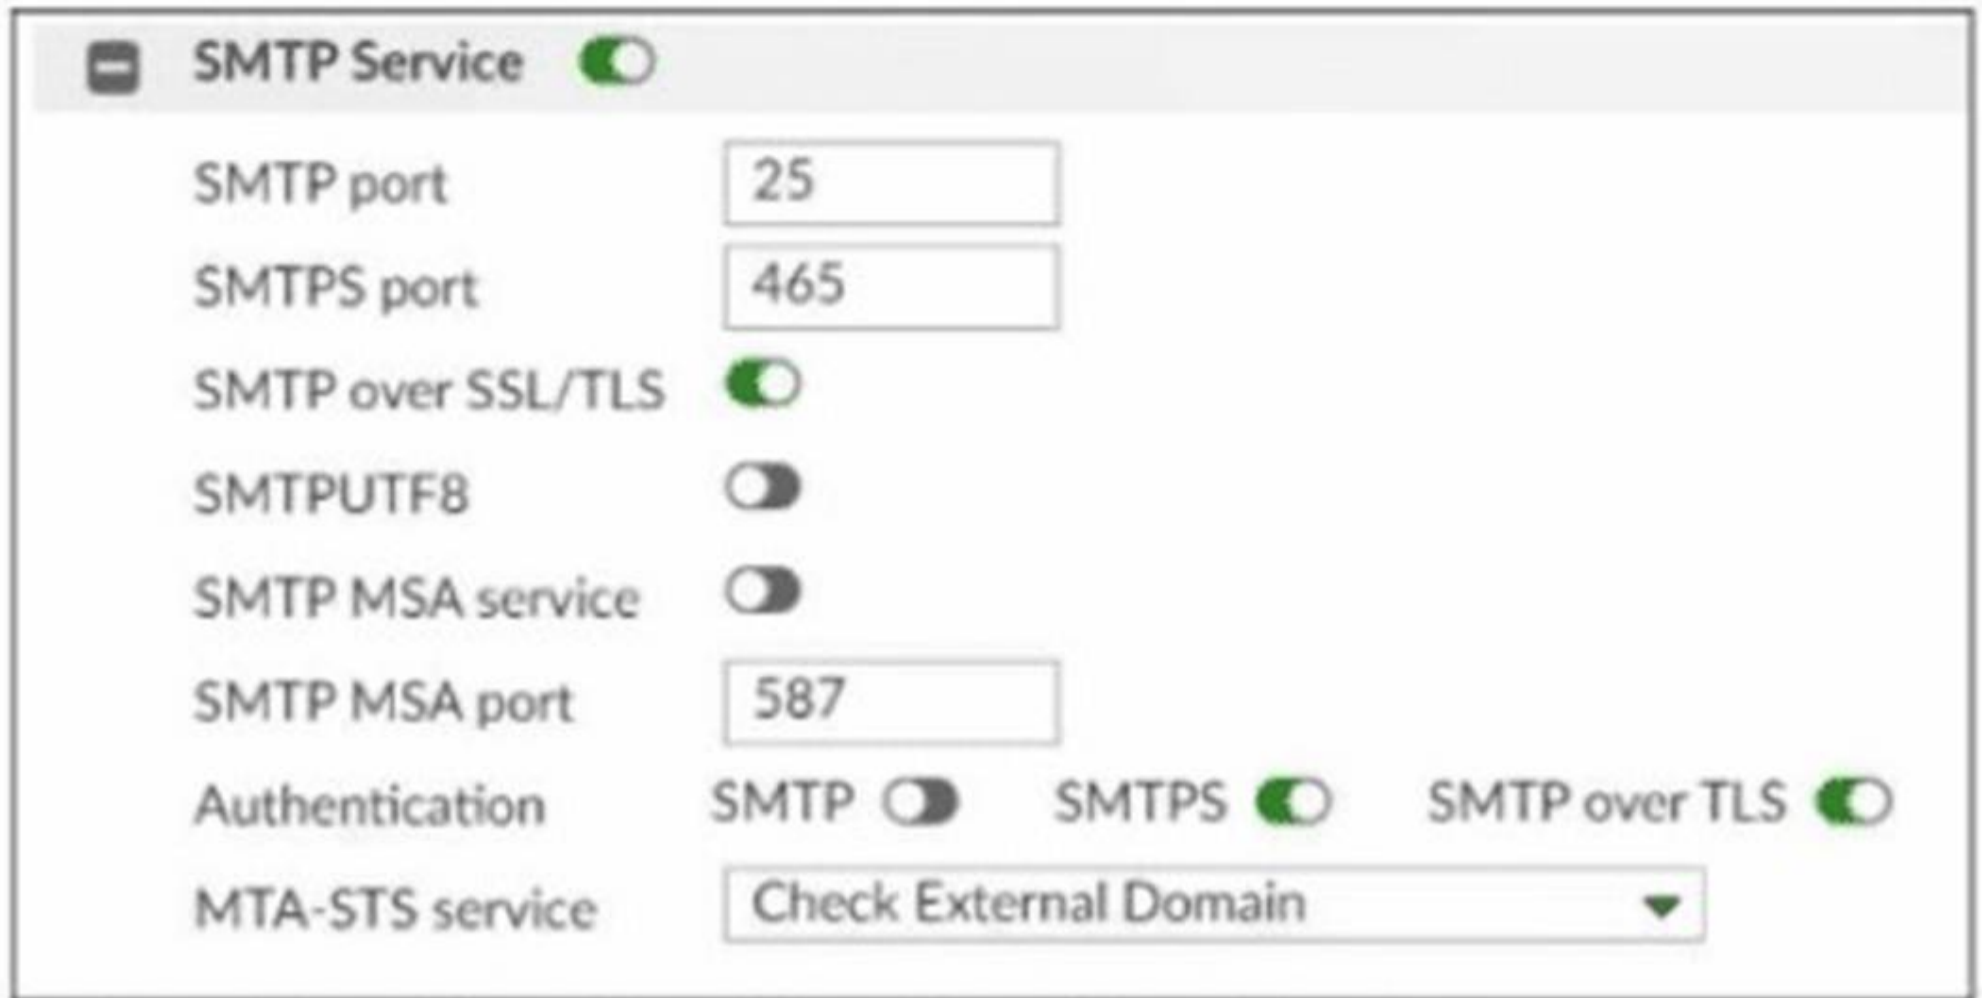 SMTP Service
SMTP port 25
SMTPS port 465
SMTP over SSL/TLS
SMTPUTF8
SMTP MSA service
SMTP MSA port 587
Authentication SMTP SMTPS SMTP over TLS
MTA-STS service Check External Domain